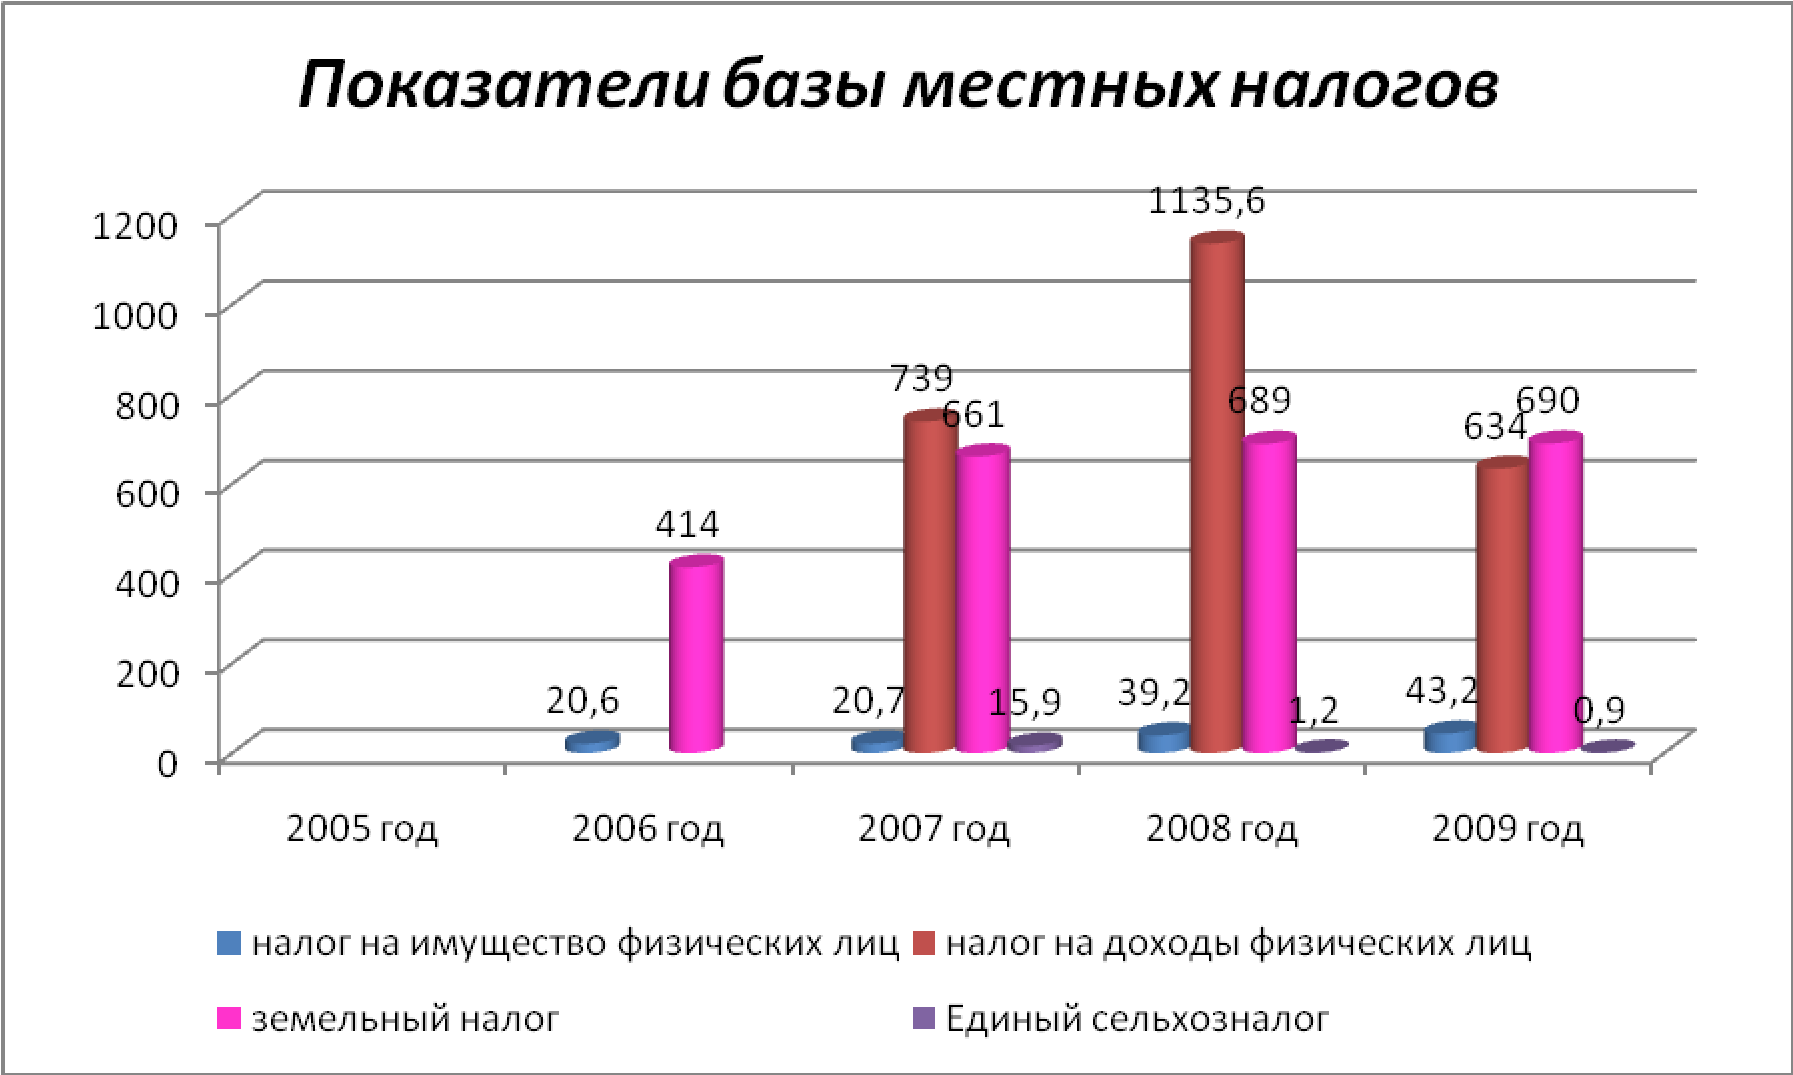 Показатели базы местных налогов
1200
1000
800
600
400
200
0
20,6
414
20,7
739
661
15,9
39,2
1135,6
689
1,2
43,2
634
690
0,9
2005 год
2006 год
2007 год
2008 год
2009 год
налог на имущество физических лиц
налог на доходы физических лиц
земельный налог
Единый сельхозналог